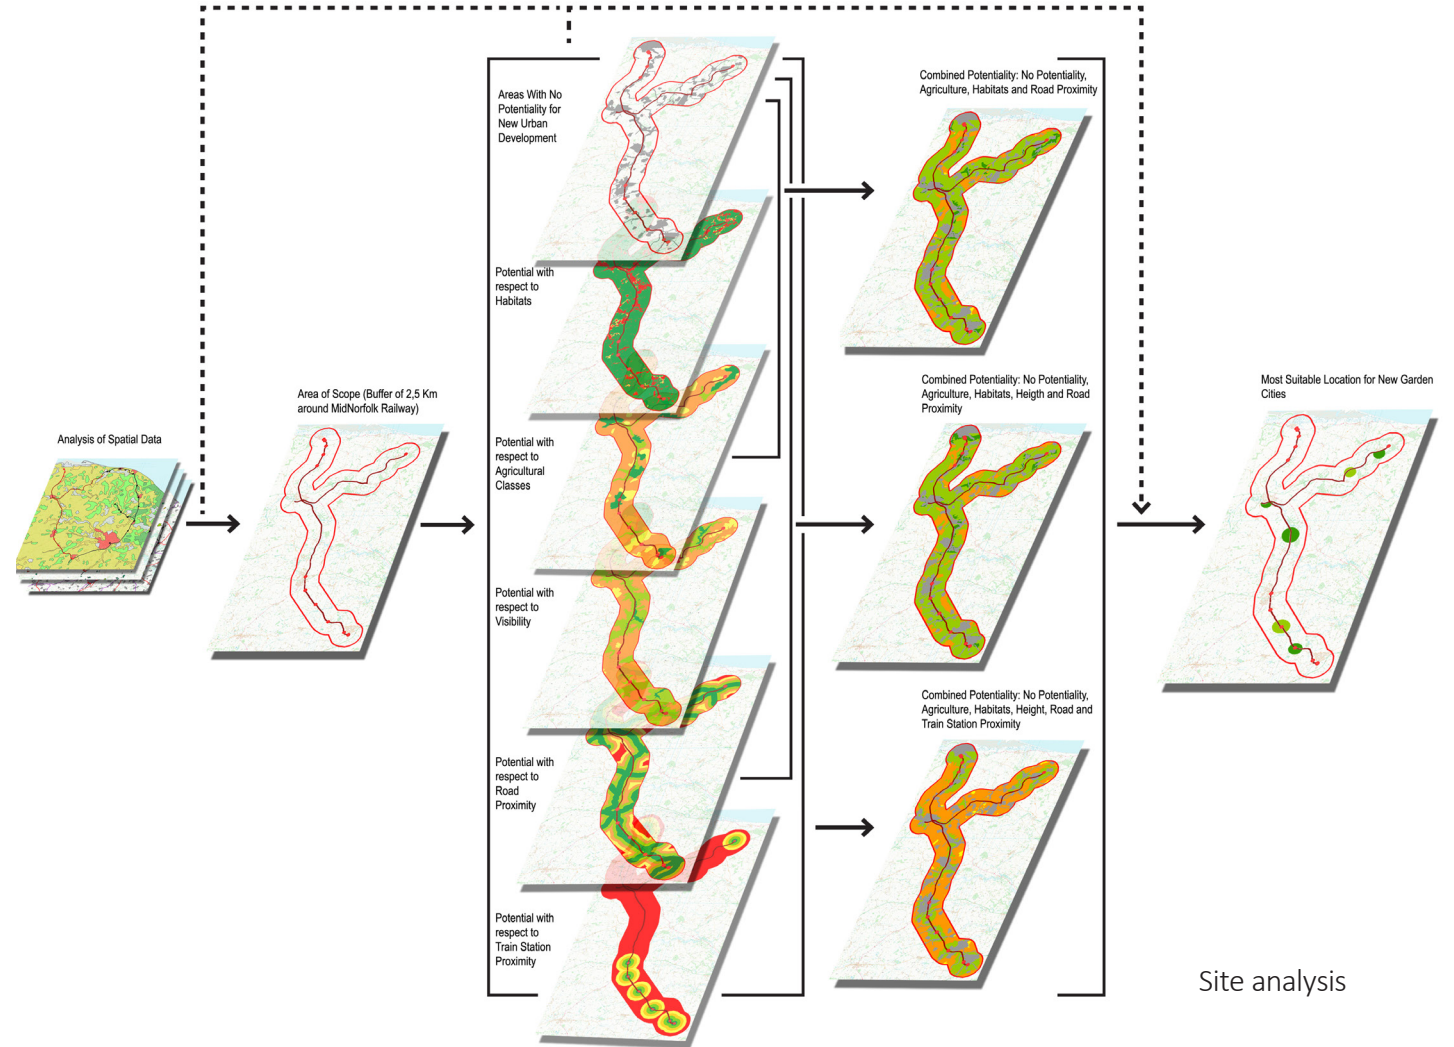 Analysis of Spatial Data
Area of Scope (Buffer of 2,5 Km
around MidNorfolk Railway)
Areas With No
Potentiality for
New Urban
Development
Potential with
respect to
Habitats
Potential with
respect to
Agricultural
Classes
Potential with
respect to
Visibility
Potential with
respect to
Road
Proximity
Potential with
respect to
Train Station
Proximity
Combined Potentiality: No Potentiality,
Agriculture, Habitats and Road Proximity
Combined Potentiality: No Potentiality,
Agriculture, Habitats, Heigth and Road
Proximity
Combined Potentiality: No Potentiality,
Agriculture, Habitats, Height, Road and
Train Station Proximity
Most Suitable Location for New Garden
Cities
Site analysis